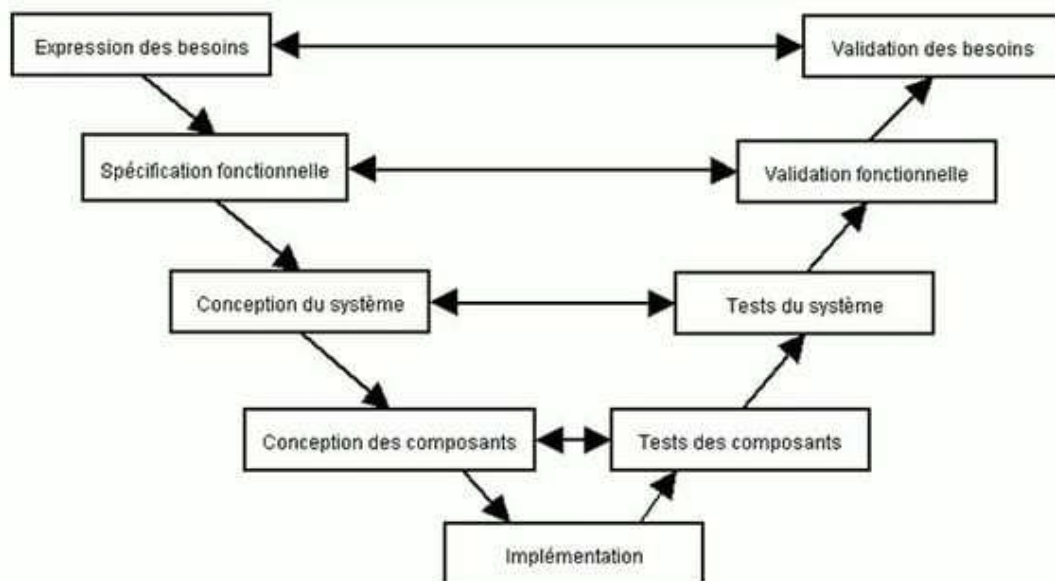 Expression des besoins
Validation des besoins
Spécification fonctionnelle
Validation fonctionnelle
Conception du système
Tests du système
Conception des composants
Tests des composants
Implémentation